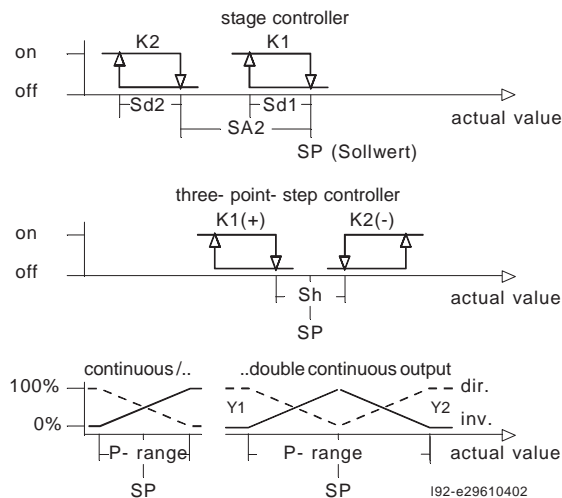 stage controller
on
K2
K1
off
Sd2
Sd1
actual value
SA2
SP (Sollwert)
three- point- step controller
K1(+)
K2(-)
on
off
Sh
actual value
SP
continuous /..
..double continuous output
100%
dir.
Y1
Y2
0%
inv.
P- range
P- range
actual value
SP
SP
I92-e29610402